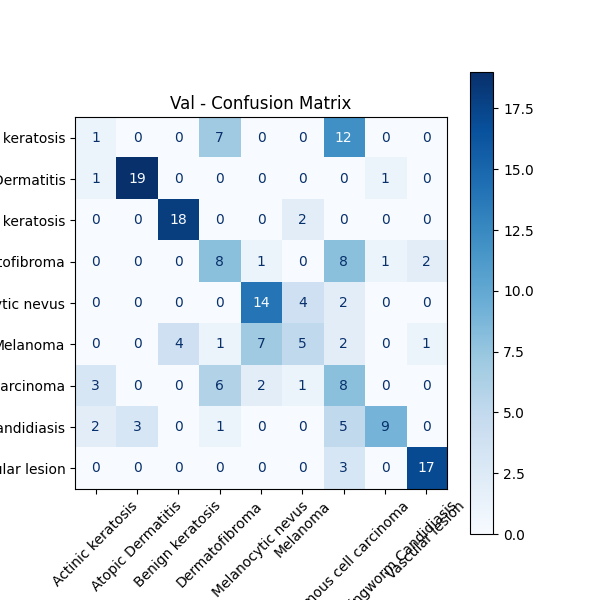 Val - Confusion Matrix
keratosis 1 0 0 7 0 0 12 0 0
Dermatitis 1 19 0 0 0 0 0 1 0
keratosis 0 0 18 0 0 2 0 0 0
tofibroma 0 0 0 8 1 0 8 1 2
ytic nevus 0 0 0 0 14 4 2 0 0
Melanoma 0 0 4 1 7 5 2 0 1
arcinoma 3 0 0 6 2 1 8 0 0
andidiasis 2 3 0 1 0 0 5 9 0
ular lesion 0 0 0 0 0 0 3 0 17
Actinic keratosis
Atopic Dermatitis
Benign keratosis
Dermatofibroma
Melanocytic nevus
Melanoma
mous cell carcinoma
ngworm Candidiasis
Vascular lesion
17.5
15.0
12.5
10.0
7.5
5.0
2.5
0.0